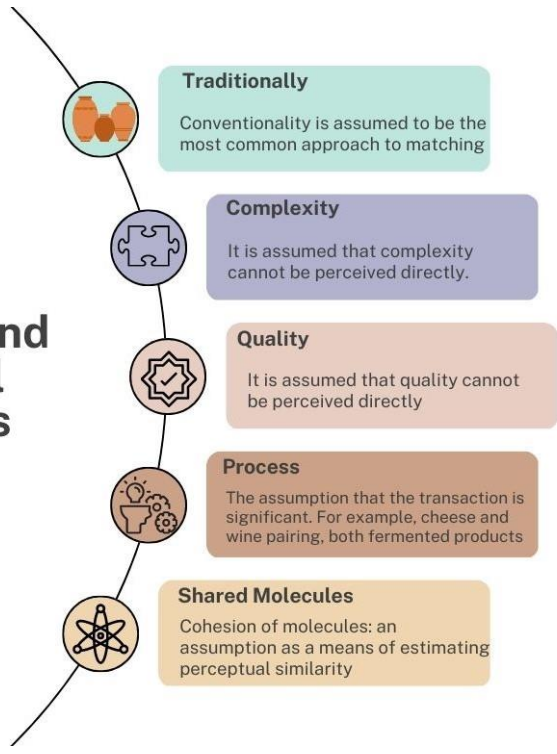 Traditionally
Conventionality is assumed to be the
most common approach to matching
Complexity
It is assumed that complexity
cannot be perceived directly.
Quality
It is assumed that quality cannot
be perceived directly
Process
The assumption that the transaction is
significant. For example, cheese and
wine pairing, both fermented products
Shared Molecules
Cohesion of molecules: an
assumption as a means of estimating
perceptual similarity